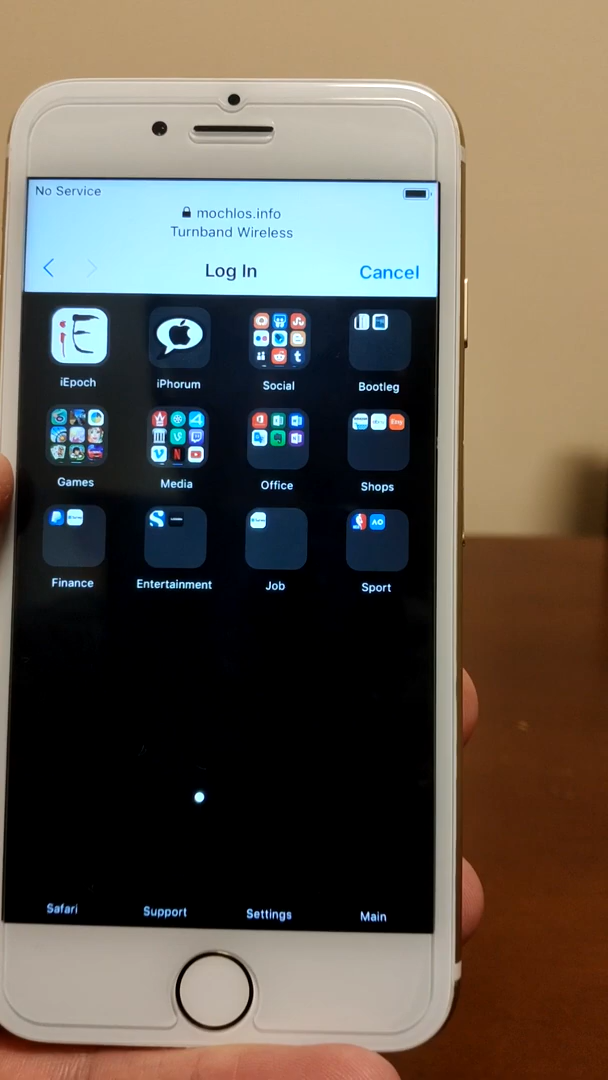 No Service
mochlos.info
Turnband Wireless
Log In
Cancel
iE
iEpoch
iPhorum
Social
Bootleg
Games
Media
Office
Shops
Finance
Entertainment
Job
Sport
Safari
Support
Settings
Main